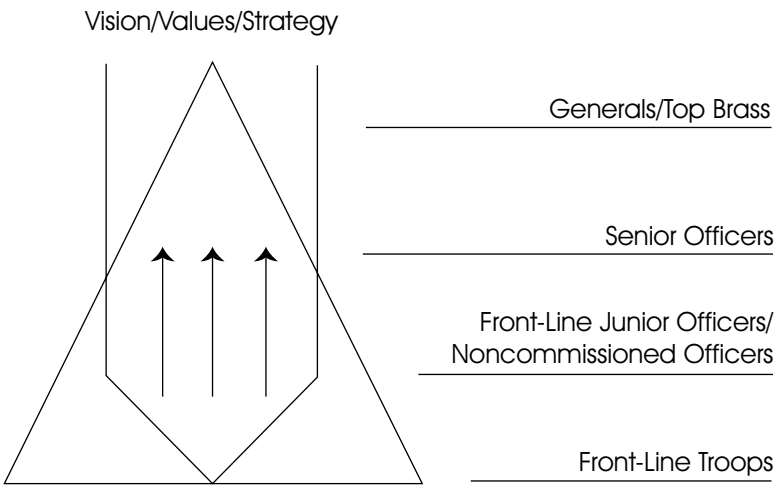 Vision/Values/Strategy
Generals/Top Brass
Senior Officers
Front-Line Junior Officers/
Noncommissioned Officers
Front-Line Troops